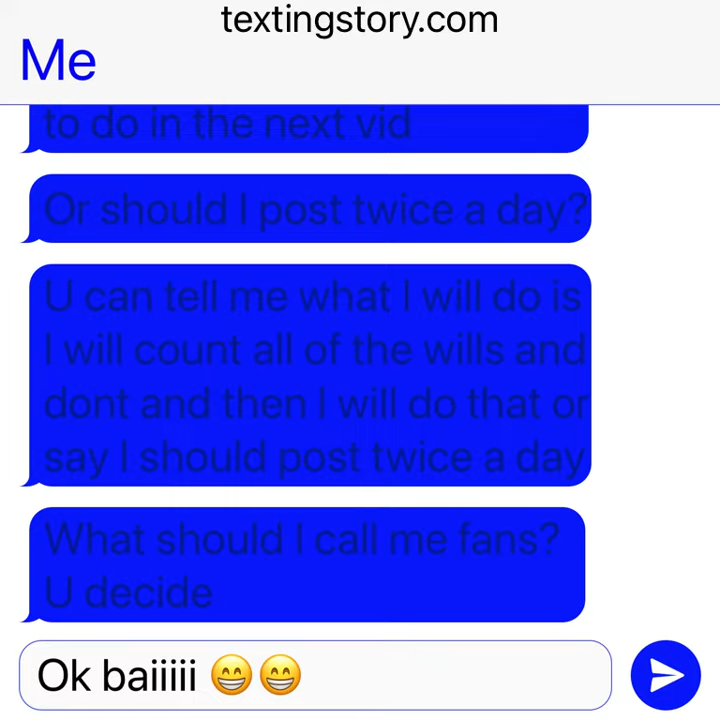 textingstory.com
Me
to do in the next vid
Or should I post twice a day?
U can tell me what I will do is
I will count all of the wills and
dont and then I will do that or
say I should post twice a day
What should I call me fans?
U decide
Ok baiiiii 😁😁